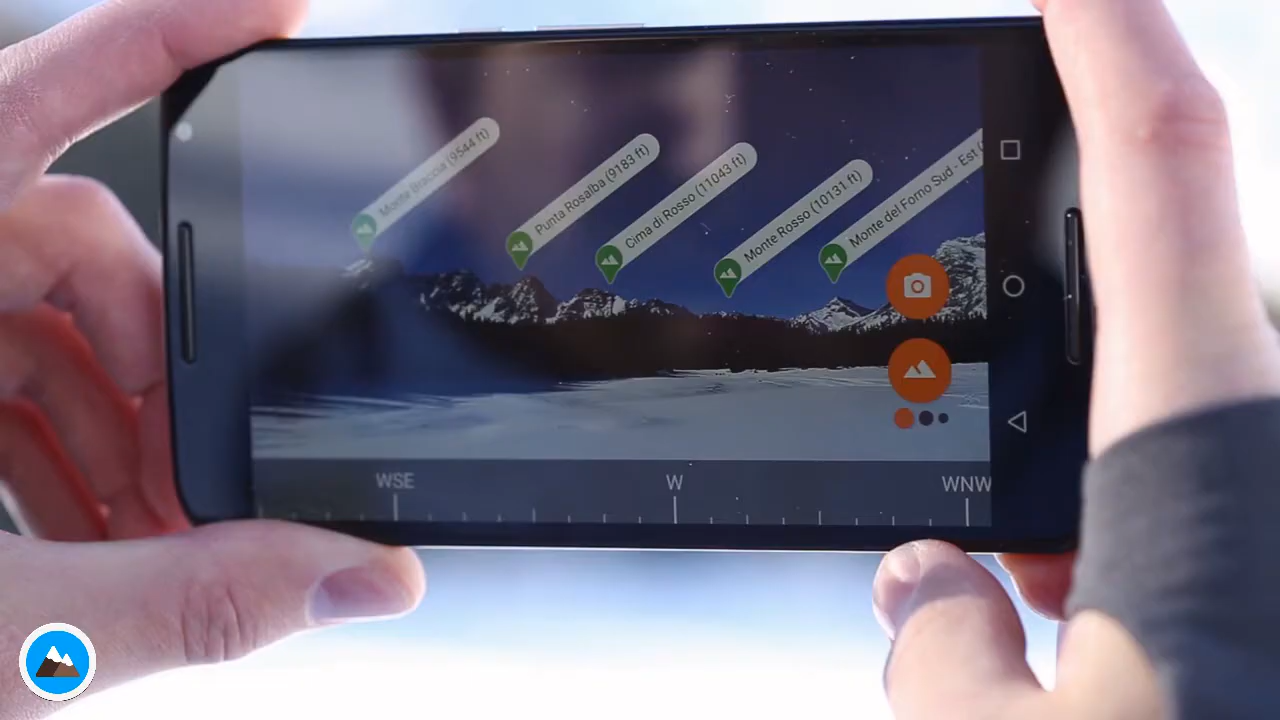 Monte Braccia (9544 ft)
Punta Rosalba (9183 ft)
Cima di Rosso (11043 ft)
Monte Rosso (10131 ft)
Monte del Forno Sud - Est (
WSE
W
WNW